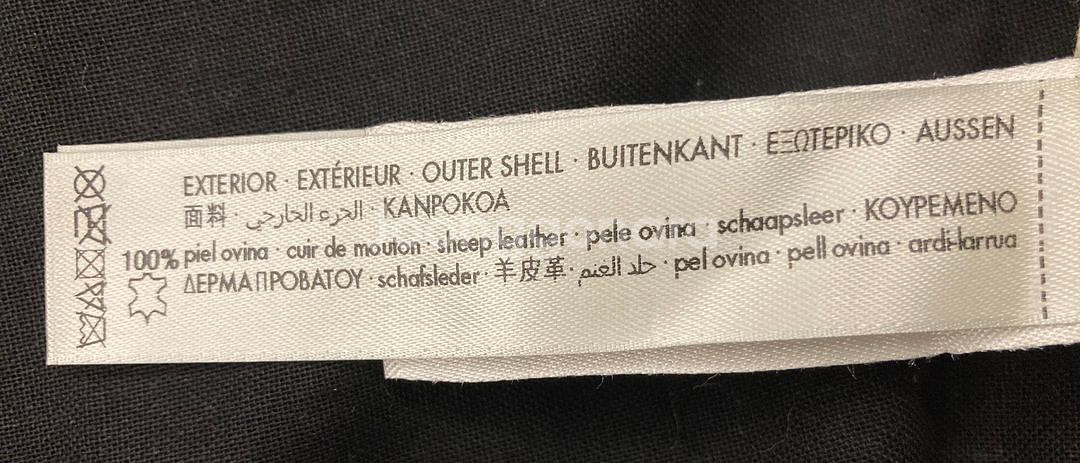 EXTERIOR · EXTÉRIEUR · OUTER SHELL · BUITENKANT · ΕΞΩΤΕΡΙΚΟ · AUSSEN
面料 · الجزء الخارجي · KANPOKOA
100% piel ovina · cuir de mouton · sheep leather · pele ovina · schaapsleer · ΚΟΥΡΕΜΕΝΟ
ΔΕΡΜΑ ΠΡΟΒΑΤΟΥ · schafsleder · 羊皮革 · جلد الغنم · pel ovina · pell ovina · ardi-larrua